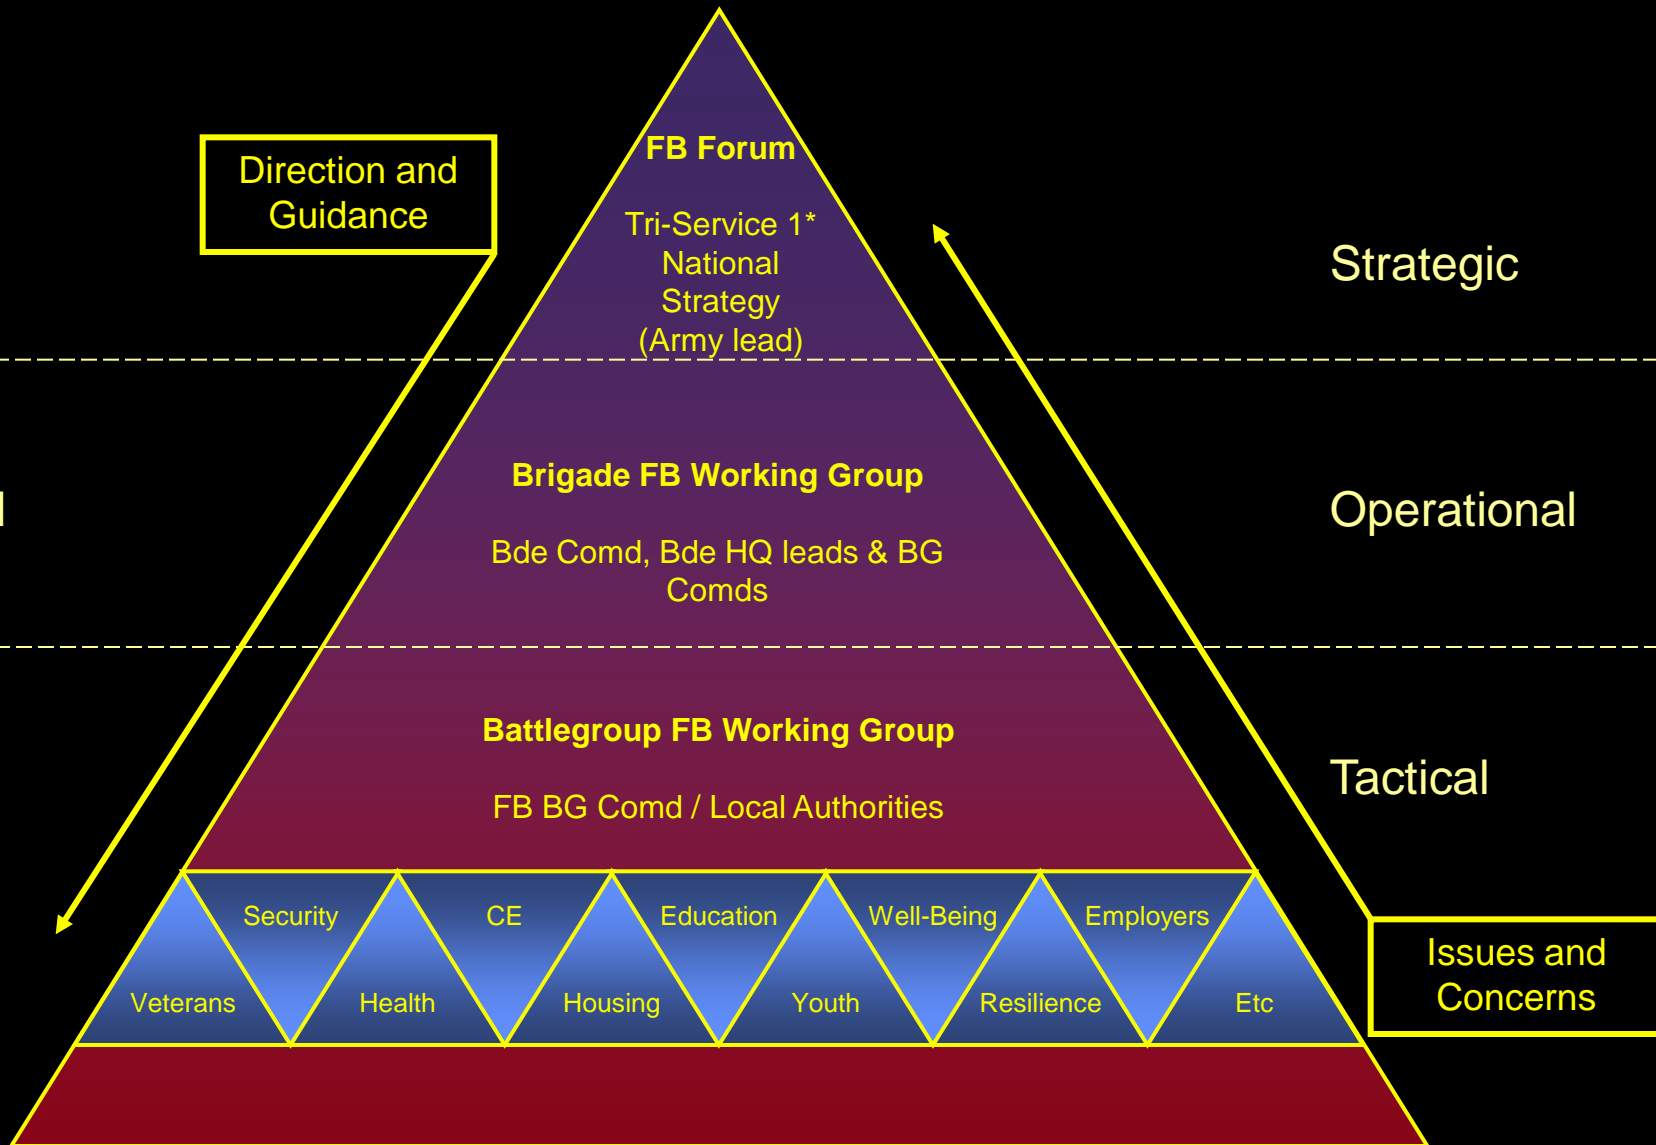 FB Forum
Direction and
Guidance
Tri-Service 1*
National
Strategy
(Army lead)
Strategic
Brigade FB Working Group
Bde Comd, Bde HQ leads & BG
Comds
Operational
Battlegroup FB Working Group
FB BG Comd / Local Authorities
Tactical
Security
CE
Education
Well-Being
Employers
Veterans
Health
Housing
Youth
Resilience
Etc
Issues and
Concerns